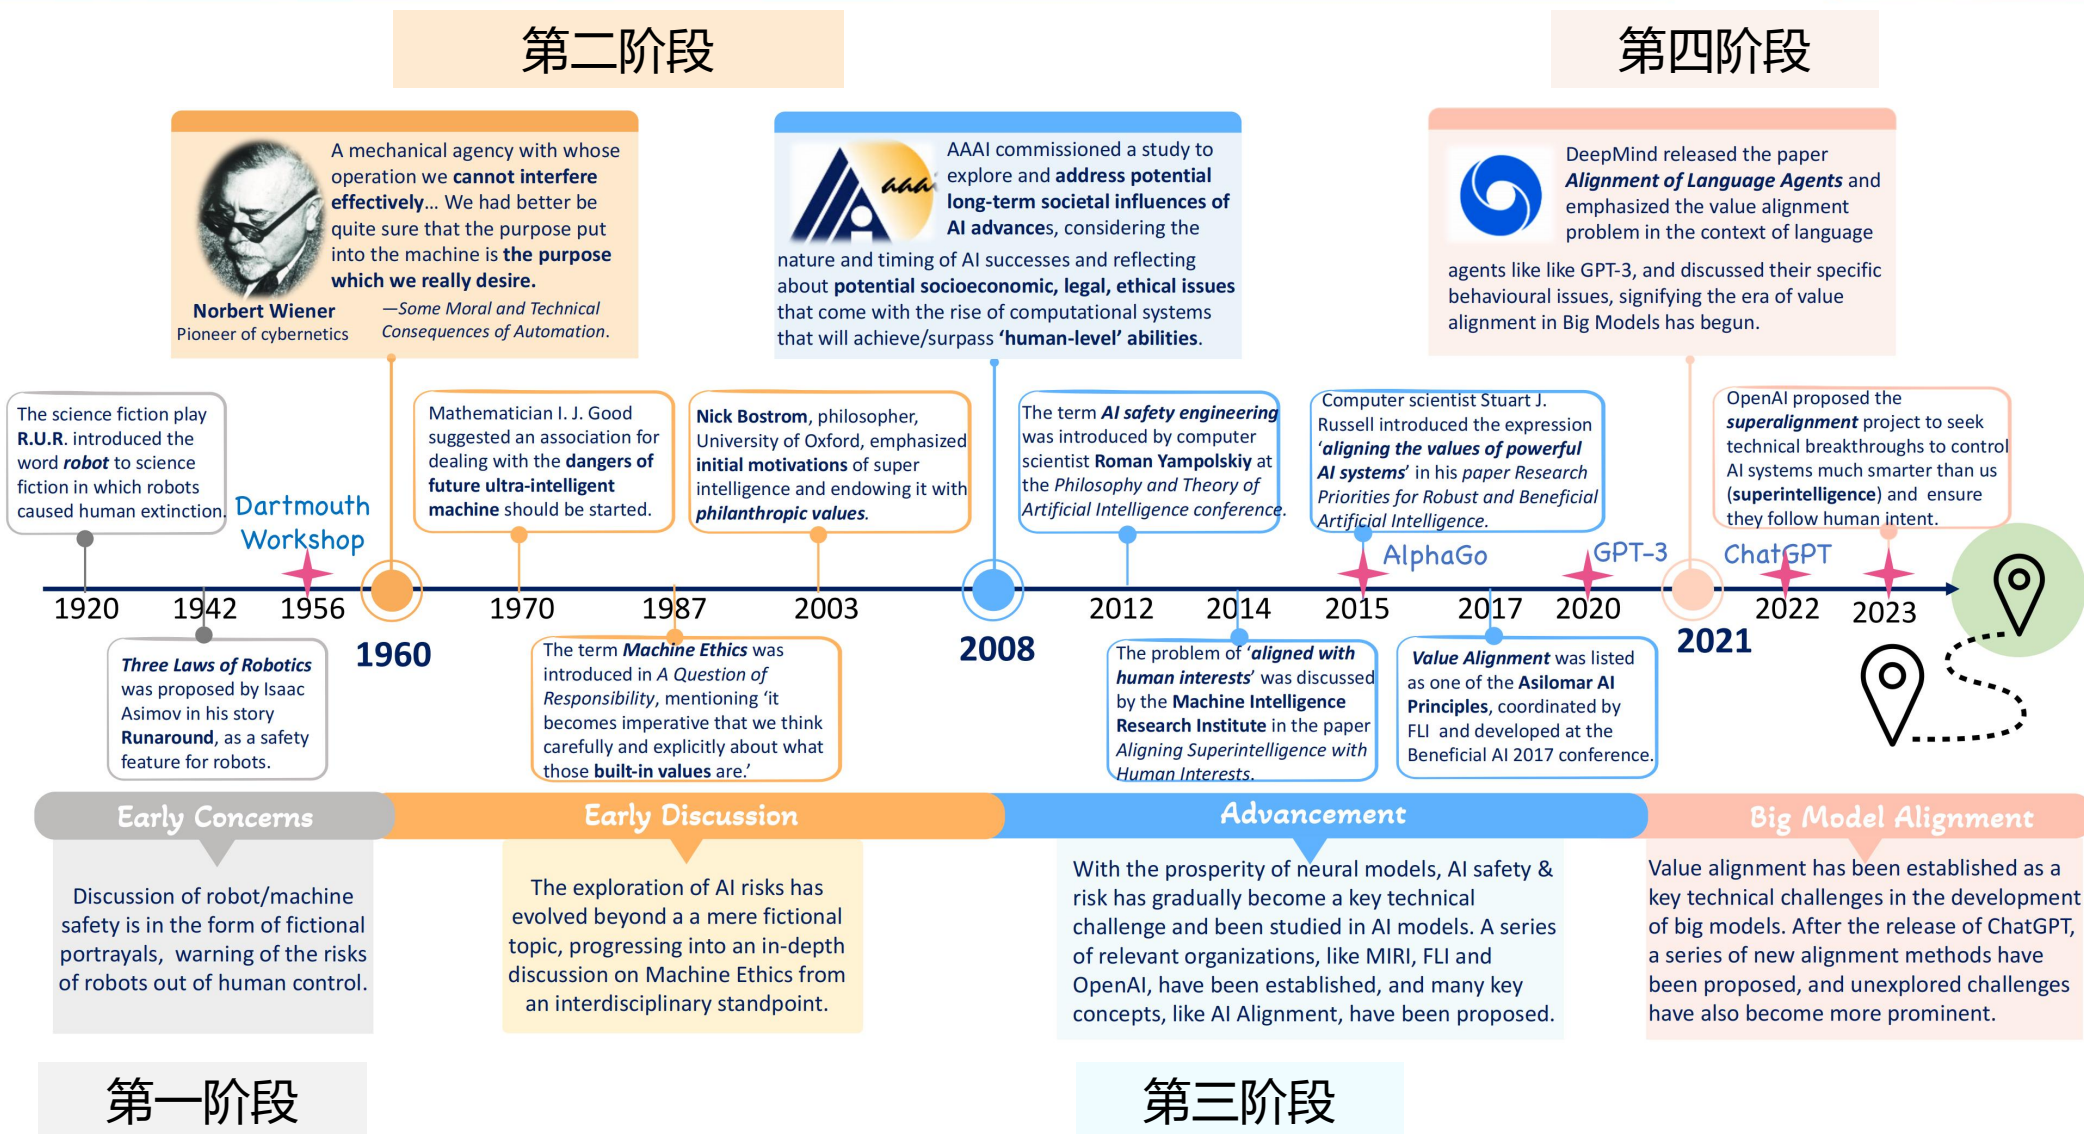 第二阶段
第四阶段
A mechanical agency with whose
operation we cannot interfere
effectively... We had better be
quite sure that the purpose put
into the machine is the purpose
which we really desire.
Norbert Wiener
Pioneer of cybernetics
—Some Moral and Technical
Consequences of Automation.
aaai
AAAI commissioned a study to
explore and address potential
long-term societal influences of
AI advances, considering the
nature and timing of AI successes and reflecting
about potential socioeconomic, legal, ethical issues
that come with the rise of computational systems
that will achieve/surpass ‘human-level’ abilities.
DeepMind released the paper
Alignment of Language Agents and
emphasized the value alignment
problem in the context of language
agents like like GPT-3, and discussed their specific
behavioural issues, signifying the era of value
alignment in Big Models has begun.
The science fiction play
R.U.R. introduced the
word robot to science
fiction in which robots
caused human extinction.
Dartmouth
Workshop
Mathematician I. J. Good
suggested an association for
dealing with the dangers of
future ultra-intelligent
machine should be started.
Nick Bostrom, philosopher,
University of Oxford, emphasized
initial motivations of super
intelligence and endowing it with
philanthropic values.
The term AI safety engineering
was introduced by computer
scientist Roman Yampolskiy at
the Philosophy and Theory of
Artificial Intelligence conference.
Computer scientist Stuart J.
Russell introduced the expression
‘aligning the values of powerful
AI systems’ in his paper Research
Priorities for Robust and Beneficial
Artificial Intelligence.
OpenAI proposed the
superalignment project to seek
technical breakthroughs to control
AI systems much smarter than us
(superintelligence) and ensure
they follow human intent.
AlphaGo
GPT-3
ChatGPT
1920
1942
1956
1960
1970
1987
2003
2008
2012
2014
2015
2017
2020
2021
2022
2023
Three Laws of Robotics
was proposed by Isaac
Asimov in his story
Runaround, as a safety
feature for robots.
The term Machine Ethics was
introduced in A Question of
Responsibility, mentioning ‘it
becomes imperative that we think
carefully and explicitly about what
those built-in values are.’
The problem of ‘aligned with
human interests’ was discussed
by the Machine Intelligence
Research Institute in the paper
Aligning Superintelligence with
Human Interests.
Value Alignment was listed
as one of the Asilomar AI
Principles, coordinated by
FLI and developed at the
Beneficial AI 2017 conference.
Early Concerns
Early Discussion
Advancement
Big Model Alignment
Discussion of robot/machine
safety is in the form of fictional
portrayals, warning of the risks
of robots out of human control.
The exploration of AI risks has
evolved beyond a a mere fictional
topic, progressing into an in-depth
discussion on Machine Ethics from
an interdisciplinary standpoint.
With the prosperity of neural models, AI safety &
risk has gradually become a key technical
challenge and been studied in AI models. A series
of relevant organizations, like MIRI, FLI and
OpenAI, have been established, and many key
concepts, like AI Alignment, have been proposed.
Value alignment has been established as a
key technical challenges in the development
of big models. After the release of ChatGPT,
a series of new alignment methods have
been proposed, and unexplored challenges
have also become more prominent.
第一阶段
第三阶段